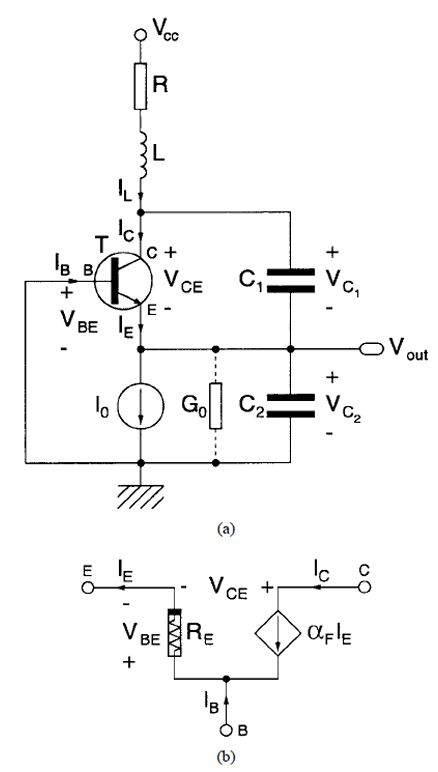 Vcc
R
L
IL
IC
T
C
+
IB
B
+
VCE
C1
+
VC1
-
VBE
-
E
-
IE
Vout
I0
G0
C2
+
VC2
-
(a)
E
IE
-
-
VCE
+
IC
C
VBE
RE
αFIE
+
IB
B
(b)